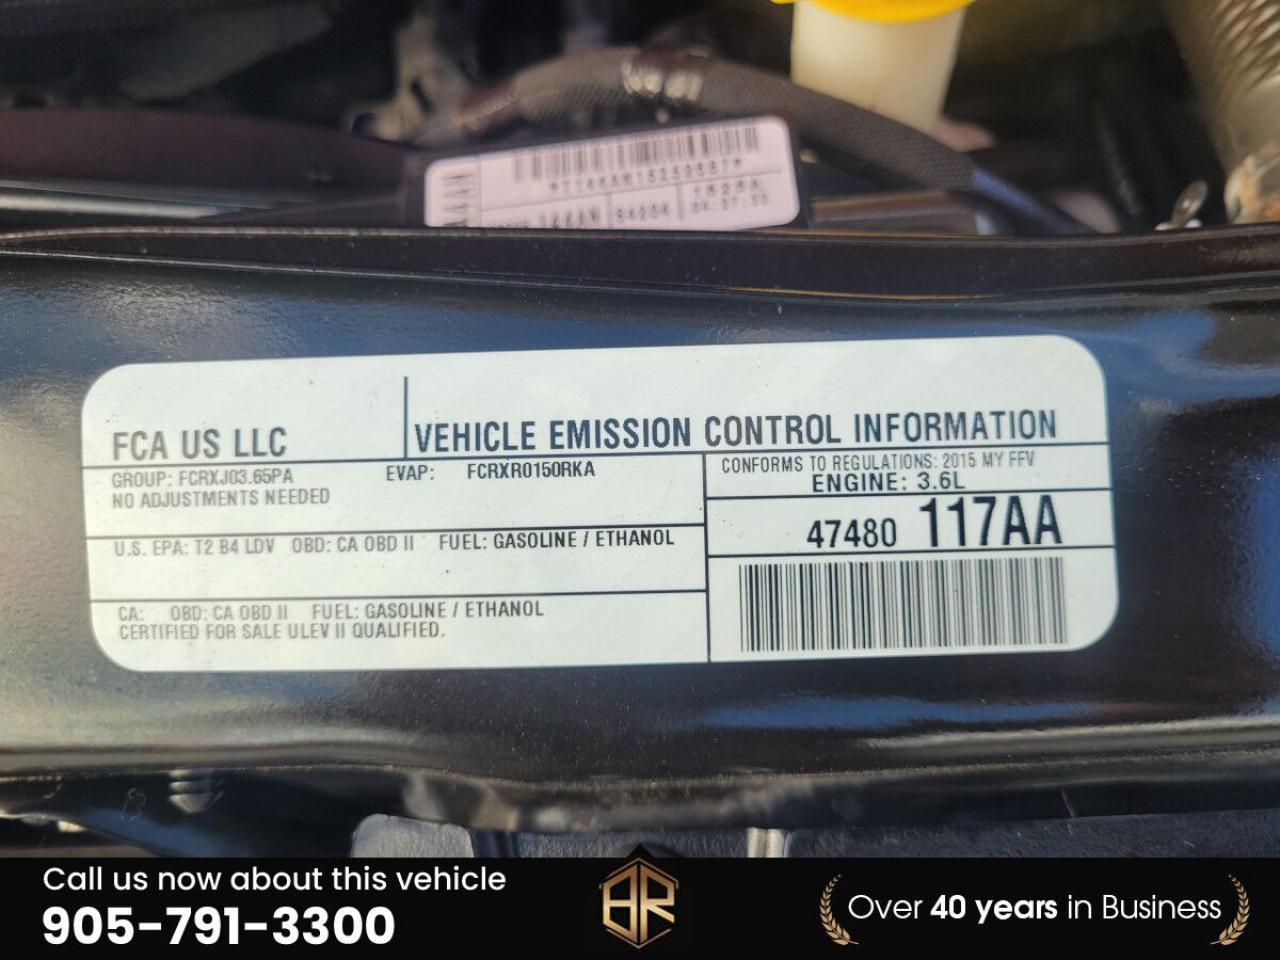 FCA US LLC
VEHICLE EMISSION CONTROL INFORMATION
GROUP: FCRXJ03.65PA EVAP: FCRXR0150RKA
NO ADJUSTMENTS NEEDED
CONFORMS TO REGULATIONS: 2015 MY FFV
ENGINE: 3.6L
47480 117AA
U.S. EPA: T2 B4 LDV OBD: CA OBD II FUEL: GASOLINE / ETHANOL
CA: OBD: CA OBD II FUEL: GASOLINE / ETHANOL
CERTIFIED FOR SALE ULEV II QUALIFIED.
Call us now about this vehicle
905-791-3300
BR
Over 40 years in Business